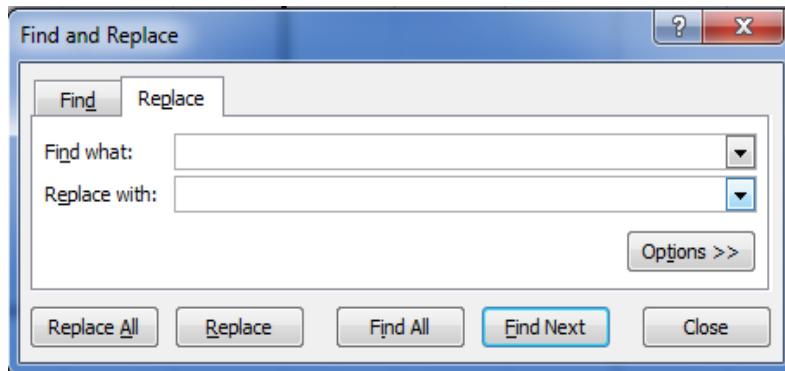 Find and Replace
Find Replace
Find what:
Replace with:
Options >>
Replace All Replace Find All Find Next Close